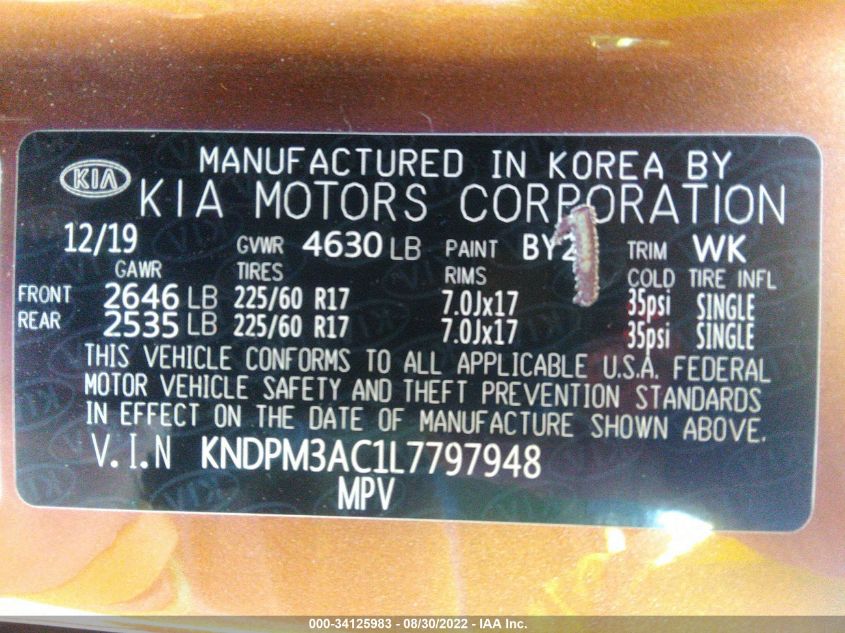 KIA
MANUFACTURED IN KOREA BY
KIA MOTORS CORPORATION
12/19 GVWR 4630 LB PAINT BY2 TRIM WK
GAWR TIRES RIMS COLD TIRE INFL
FRONT 2646 LB 225/60 R17 7.0Jx17 35psi SINGLE
REAR 2535 LB 225/60 R17 7.0Jx17 35psi SINGLE
THIS VEHICLE CONFORMS TO ALL APPLICABLE U.S.A. FEDERAL
MOTOR VEHICLE SAFETY AND THEFT PREVENTION STANDARDS
IN EFFECT ON THE DATE OF MANUFACTURE SHOWN ABOVE.
V.I.N KNDPM3AC1L7797948
MPV
000-34125983 - 08/30/2022 - IAA Inc.